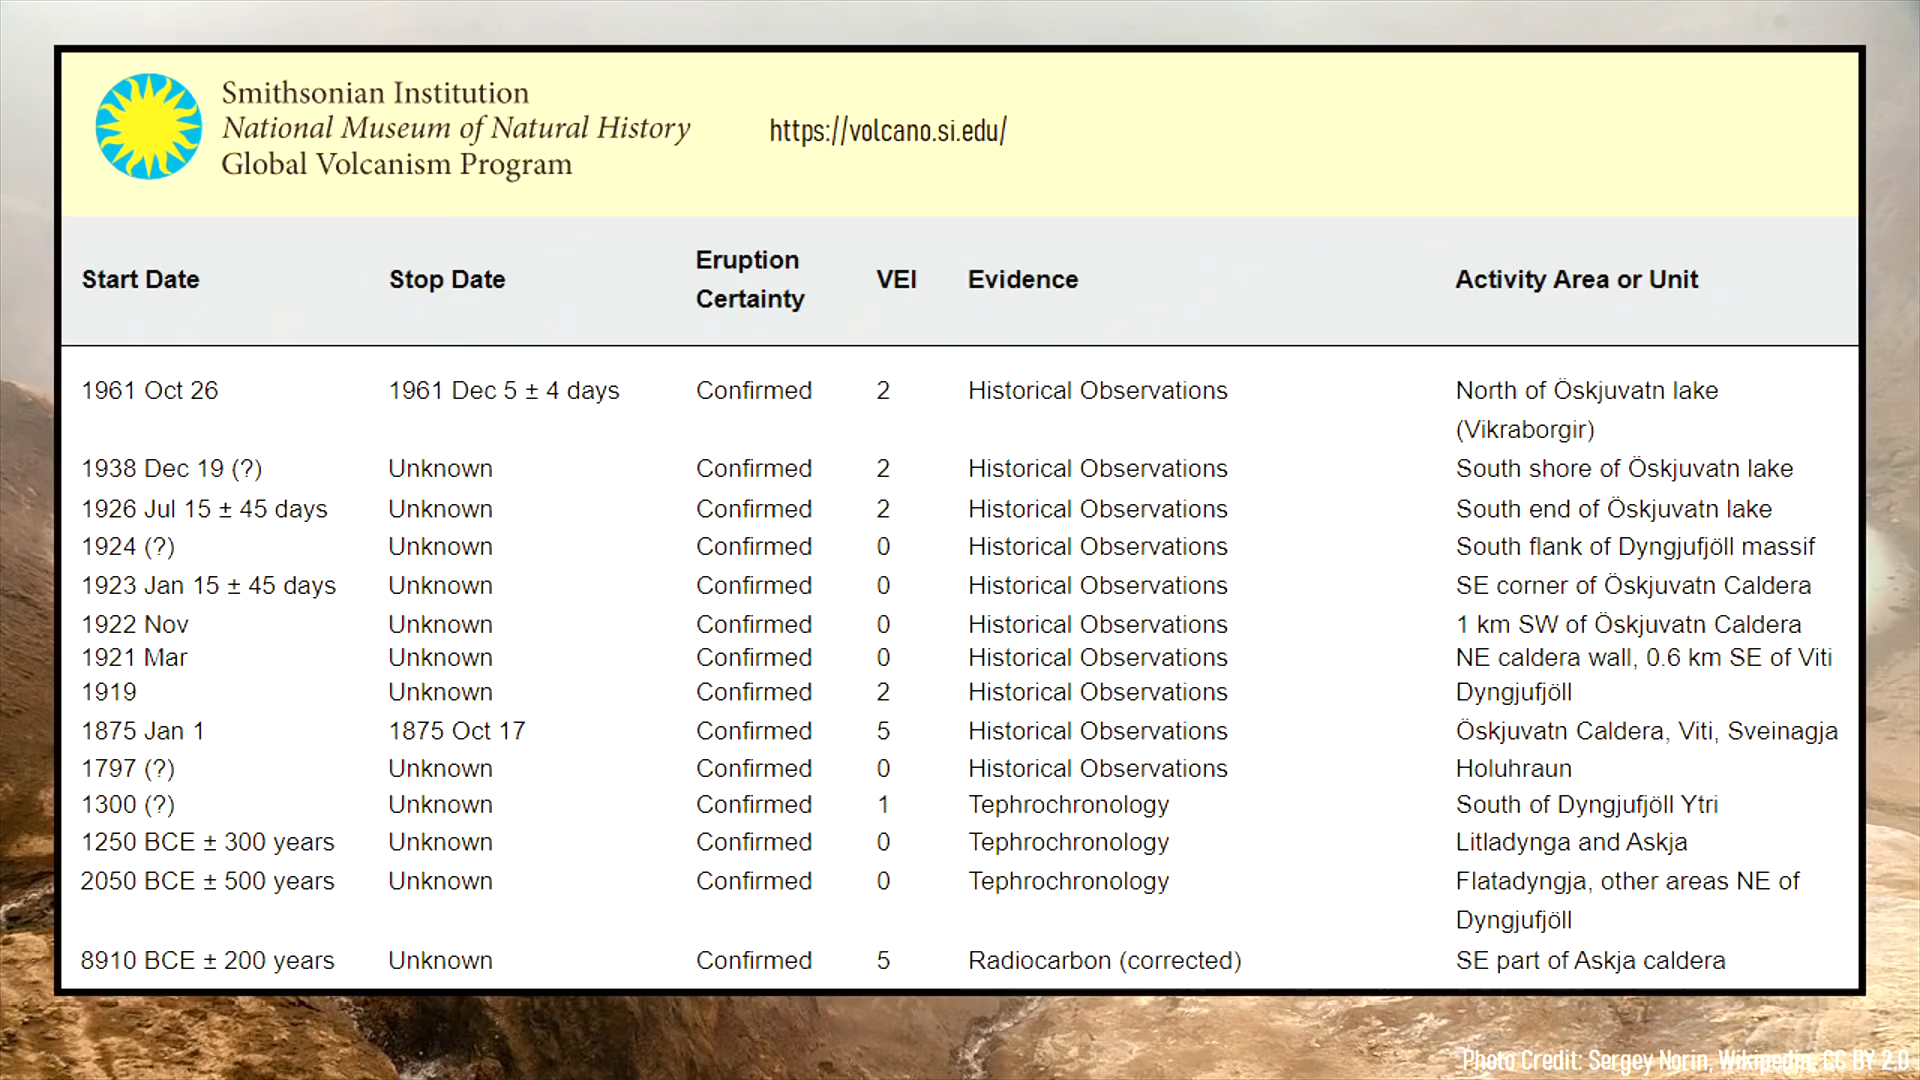 Smithsonian Institution
National Museum of Natural History
Global Volcanism Program
https://volcano.si.edu/
Start Date Stop Date Eruption Certainty VEI Evidence Activity Area or Unit
1961 Oct 26 1961 Dec 5 ± 4 days Confirmed 2 Historical Observations North of Öskjuvatn lake
(Vikraborgir)
1938 Dec 19 (?) Unknown Confirmed 2 Historical Observations South shore of Öskjuvatn lake
1926 Jul 15 ± 45 days Unknown Confirmed 2 Historical Observations South end of Öskjuvatn lake
1924 (?) Unknown Confirmed 0 Historical Observations South flank of Dyngjufjöll massif
1923 Jan 15 ± 45 days Unknown Confirmed 0 Historical Observations SE corner of Öskjuvatn Caldera
1922 Nov Unknown Confirmed 0 Historical Observations 1 km SW of Öskjuvatn Caldera
1921 Mar Unknown Confirmed 0 Historical Observations NE caldera wall, 0.6 km SE of Viti
1919 Unknown Confirmed 2 Historical Observations Dyngjufjöll
1875 Jan 1 1875 Oct 17 Confirmed 5 Historical Observations Öskjuvatn Caldera, Viti, Sveinagja
1797 (?) Unknown Confirmed 0 Historical Observations Holuhraun
1300 (?) Unknown Confirmed 1 Tephrochronology South of Dyngjufjöll Ytri
1250 BCE ± 300 years Unknown Confirmed 0 Tephrochronology Litladynga and Askja
2050 BCE ± 500 years Unknown Confirmed 0 Tephrochronology Flatadyngja, other areas NE of
Dyngjufjöll
8910 BCE ± 200 years Unknown Confirmed 5 Radiocarbon (corrected) SE part of Askja caldera
Photo Credit: Sergey Norin, Wikipedia, CC BY 2.0